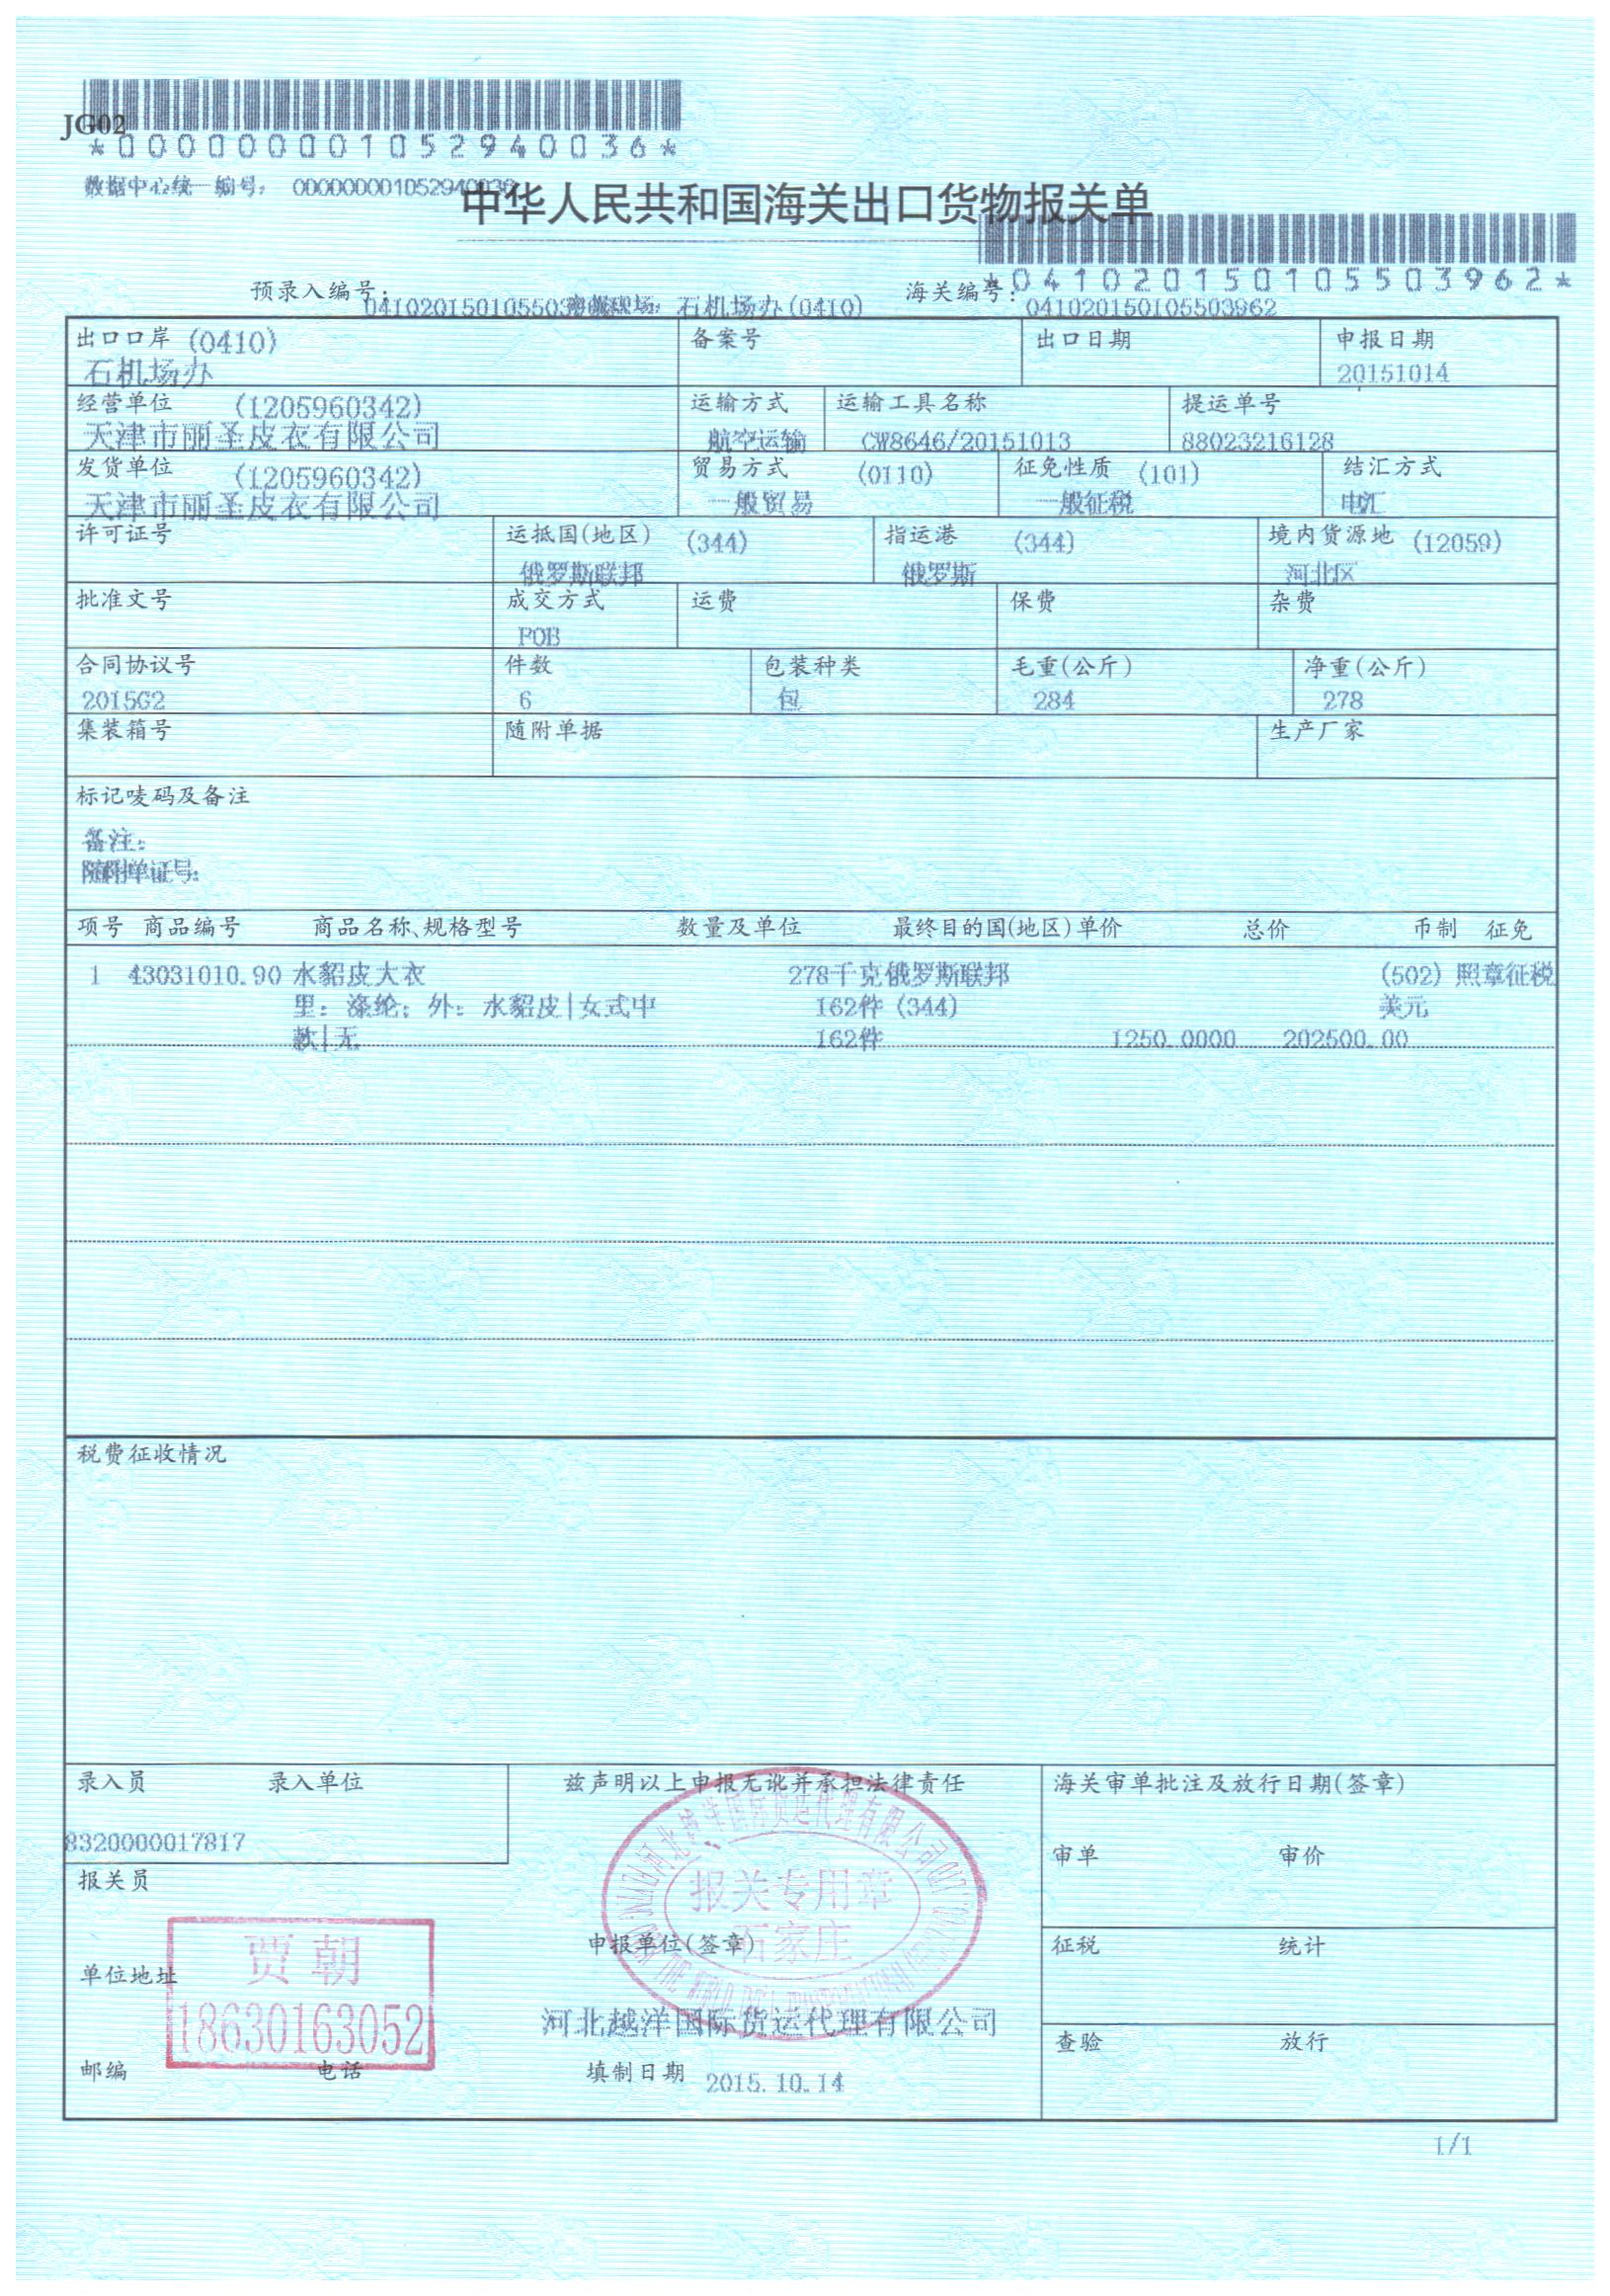 JG02
*000000001052940036*
数据中心统一编号： 000000001052940036
中华人民共和国海关出口货物报关单
*041020150105503962*
预录入编号： 申报现场：石机场办(0410) 海关编号：041020150105503962
出口口岸 (0410) 备案号 出口日期 申报日期
石机场办 20151014
经营单位 (1205960342) 运输方式 运输工具名称 提运单号
天津市丽圣皮衣有限公司 航空运输 CW8646/20151013 88023216128
发货单位 (1205960342) 贸易方式 (0110) 征免性质 (101) 结汇方式
天津市丽圣皮衣有限公司 一般贸易 一般征税 电汇
许可证号 运抵国(地区) (344) 指运港 (344) 境内货源地 (12059)
俄罗斯联邦 俄罗斯 河北区
批准文号 成交方式 运费 保费 杂费
FOB
合同协议号 件数 包装种类 毛重(公斤) 净重(公斤)
2015G2 6 包 284 278
集装箱号 随附单据 生产厂家
标记唛码及备注
备注：
随附单证号：
项号 商品编号 商品名称、规格型号 数量及单位 最终目的国(地区) 单价 总价 币制 征免
1 43031010.90 水貂皮大衣 278千克 俄罗斯联邦 (502) 照章征税
里：涤纶；外：水貂皮|女式中 162件 (344) 美元
款|无 162件 1250.0000 202500.00
税费征收情况
录入员 录入单位 兹声明以上申报无讹并承担法律责任 海关审单批注及放行日期(签章)
8320000017817
审单 审价
报关员
河北越洋国际货运代理有限公司
报关专用章
石家庄
申报单位(签章) 征税 统计
贾朝
单位地址
18630163052
河北越洋国际货运代理有限公司
查验 放行
邮编 电话 填制日期 2015.10.14
1/1